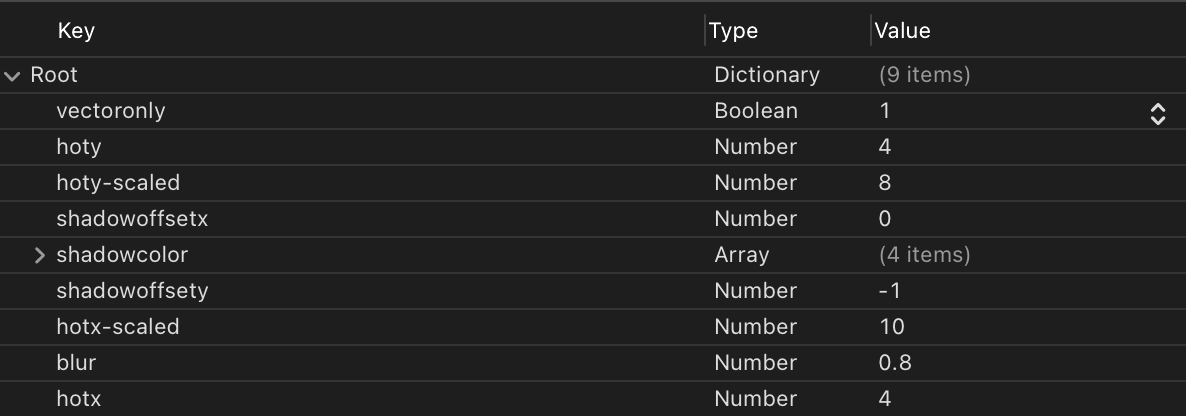 Key Type Value
Root Dictionary (9 items)
vectoronly Boolean 1
hoty Number 4
hoty-scaled Number 8
shadowoffsetx Number 0
shadowcolor Array (4 items)
shadowoffsety Number -1
hotx-scaled Number 10
blur Number 0.8
hotx Number 4